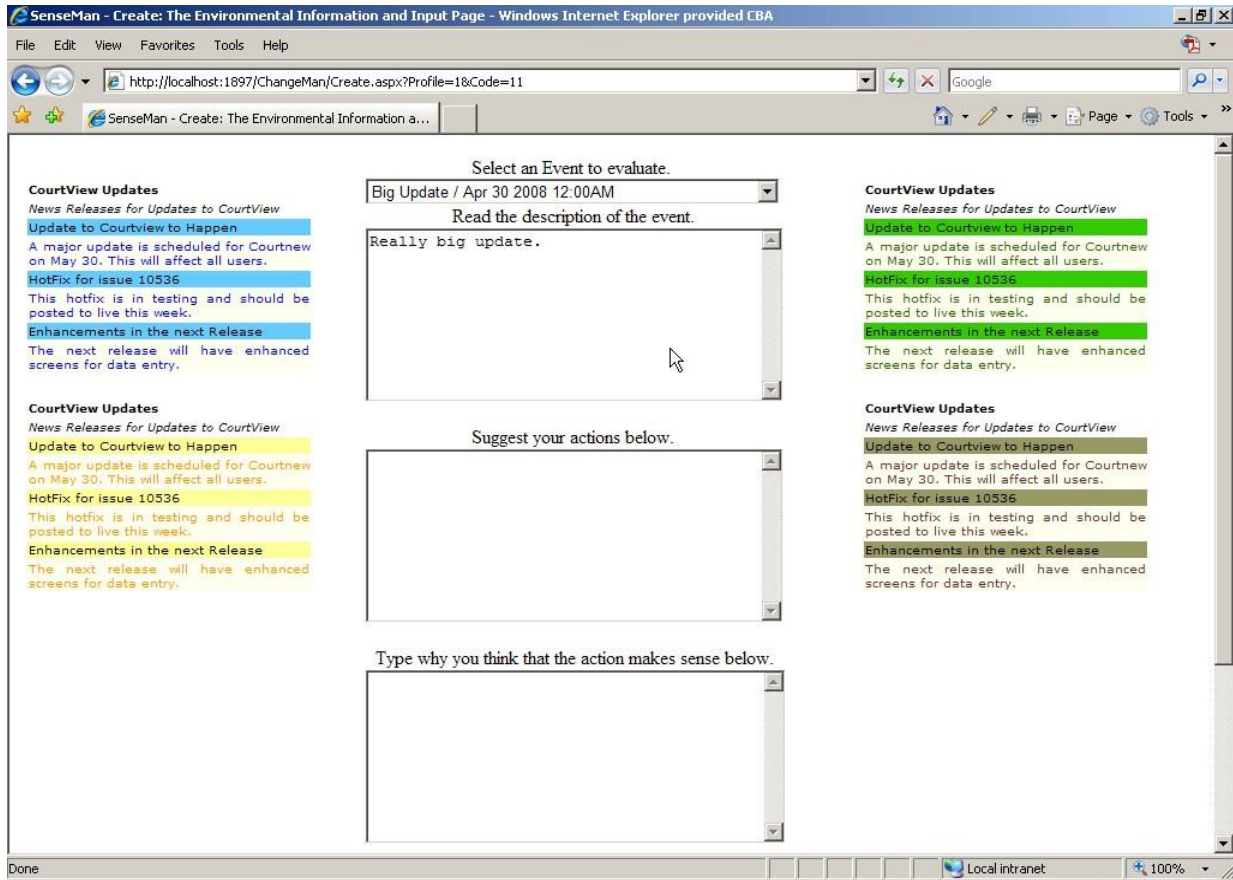 SenseMan - Create: The Environmental Information and Input Page - Windows Internet Explorer provided CBA
File Edit View Favorites Tools Help
http://localhost:1897/ChangeMan/Create.aspx?Profile=1&Code=11
Google
SenseMan - Create: The Environmental Information a...
Page Tools »
CourtView Updates
News Releases for Updates to CourtView
Update to Courtview to Happen
A major update is scheduled for Courtnew
on May 30. This will affect all users.
HotFix for issue 10536
This hotfix is in testing and should be
posted to live this week.
Enhancements in the next Release
The next release will have enhanced
screens for data entry.
CourtView Updates
News Releases for Updates to CourtView
Update to Courtview to Happen
A major update is scheduled for Courtnew
on May 30. This will affect all users.
HotFix for issue 10536
This hotfix is in testing and should be
posted to live this week.
Enhancements in the next Release
The next release will have enhanced
screens for data entry.
Select an Event to evaluate.
Big Update / Apr 30 2008 12:00AM
Read the description of the event.
Really big update.
Suggest your actions below.
Type why you think that the action makes sense below.
CourtView Updates
News Releases for Updates to CourtView
Update to Courtview to Happen
A major update is scheduled for Courtnew
on May 30. This will affect all users.
HotFix for issue 10536
This hotfix is in testing and should be
posted to live this week.
Enhancements in the next Release
The next release will have enhanced
screens for data entry.
CourtView Updates
News Releases for Updates to CourtView
Update to Courtview to Happen
A major update is scheduled for Courtnew
on May 30. This will affect all users.
HotFix for issue 10536
This hotfix is in testing and should be
posted to live this week.
Enhancements in the next Release
The next release will have enhanced
screens for data entry.
Done
Local intranet
100%